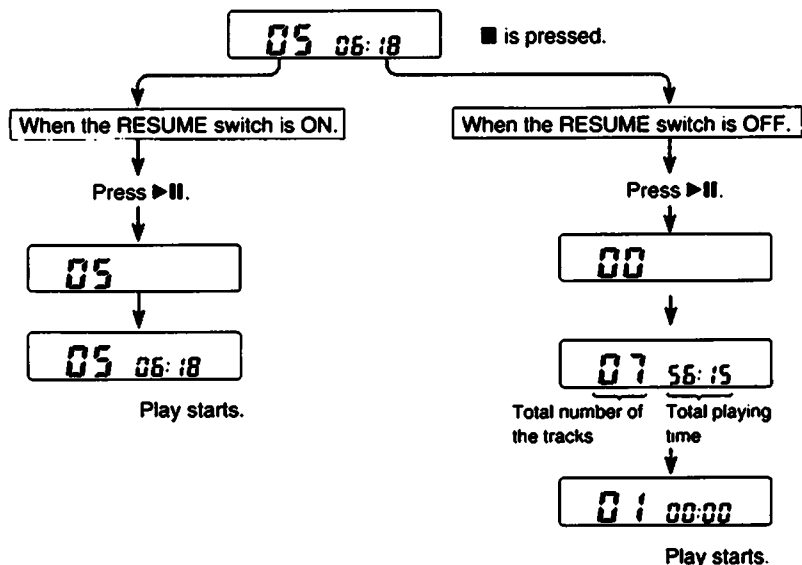 05 06:18
■ is pressed.
When the RESUME switch is ON.
Press ▶II.
05
05 06:18
Play starts.
When the RESUME switch is OFF.
Press ▶II.
00
07 56:15
Total number of
the tracks
Total playing
time
01 00:00
Play starts.